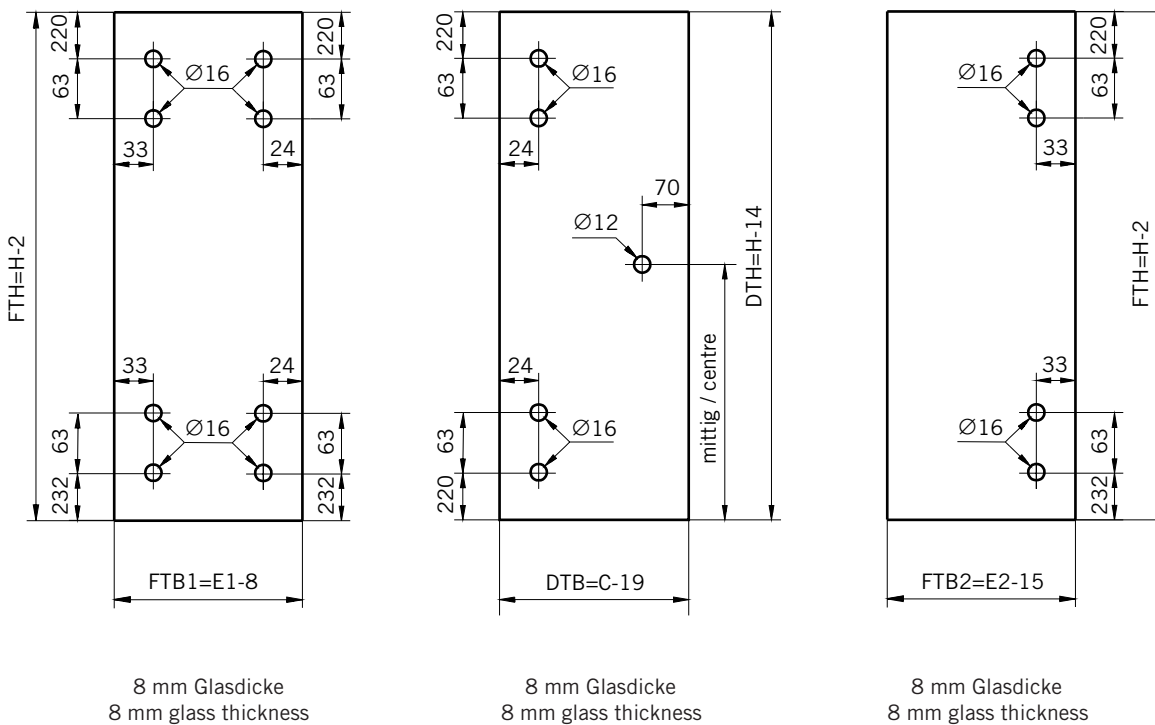 220
63
Ø16
220
63
33
24
FTH=H-2
33
24
63
Ø16
63
232
232
FTB1=E1-8
8 mm Glasdicke
8 mm glass thickness
220
63
Ø16
24
70
Ø12
DTH=H-14
mittig / centre
24
63
Ø16
220
DTB=C-19
8 mm Glasdicke
8 mm glass thickness
Ø16
220
63
33
FTH=H-2
33
Ø16
63
232
FTB2=E2-15
8 mm Glasdicke
8 mm glass thickness